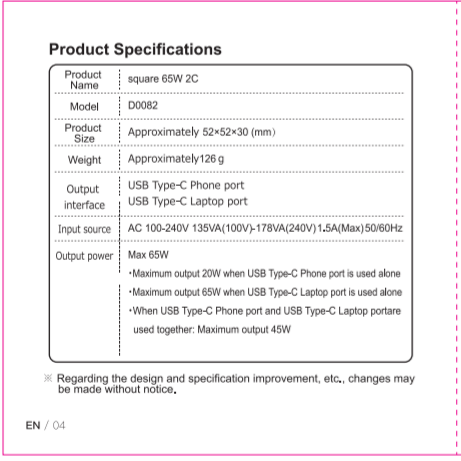 Product Specifications
Product Name square 65W 2C
Model D0082
Product Size Approximately 52×52×30 (mm)
Weight Approximately126 g
Output interface USB Type-C Phone port
USB Type-C Laptop port
Input source AC 100-240V 135VA(100V)-178VA(240V)1.5A(Max)50/60Hz
Output power Max 65W
•Maximum output 20W when USB Type-C Phone port is used alone
•Maximum output 65W when USB Type-C Laptop port is used alone
•When USB Type-C Phone port and USB Type-C Laptop portare
used together: Maximum output 45W
※ Regarding the design and specification improvement, etc., changes may
be made without notice.
EN / 04